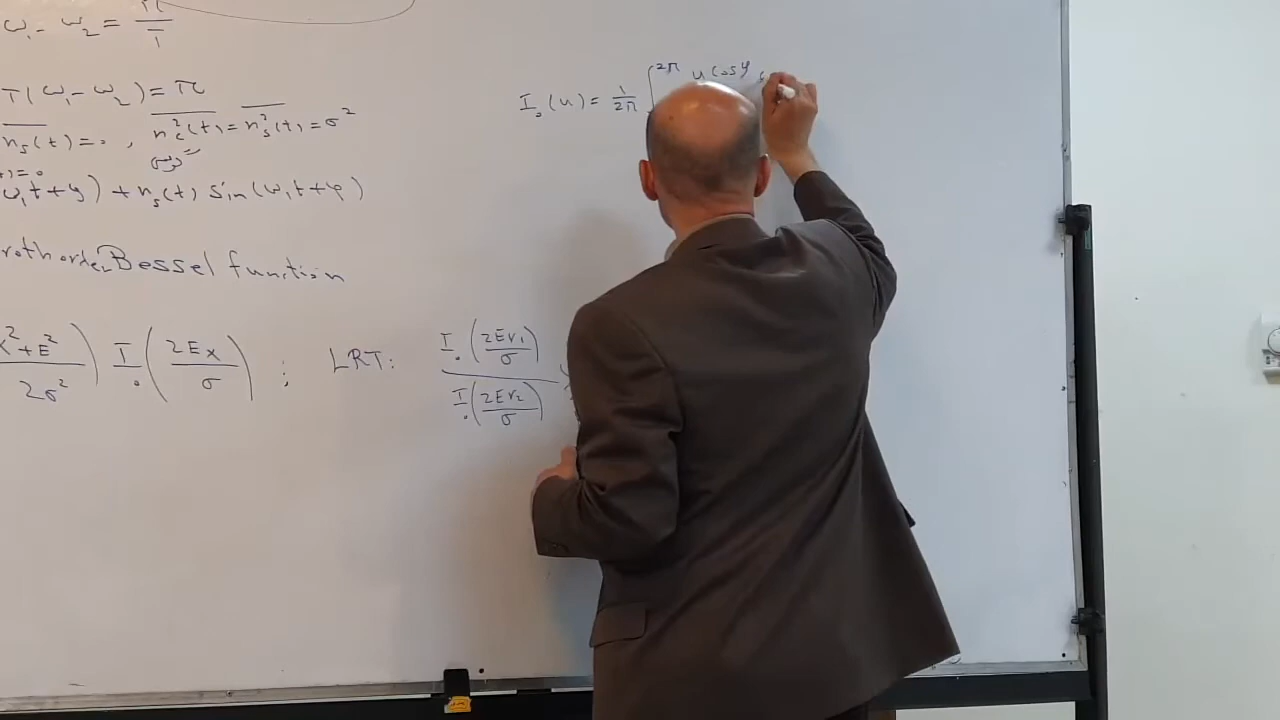 ω₁ - ω₂ = π/T
T(ω₁ - ω₂) = π
n_s(t) = 0 , n_c²(t) = n_s²(t) = σ²
ω₁t + φ) + n_s(t) sin(ω₁t + φ)
roth order Bessel function
x² + E² / 2σ² ) I₀ ( 2Ex / σ ) ; LRT: I₀ ( 2Er₁ / σ ) / I₀ ( 2Er₂ / σ )
I₀(u) = 1/2π ∫ 2π u cos φ